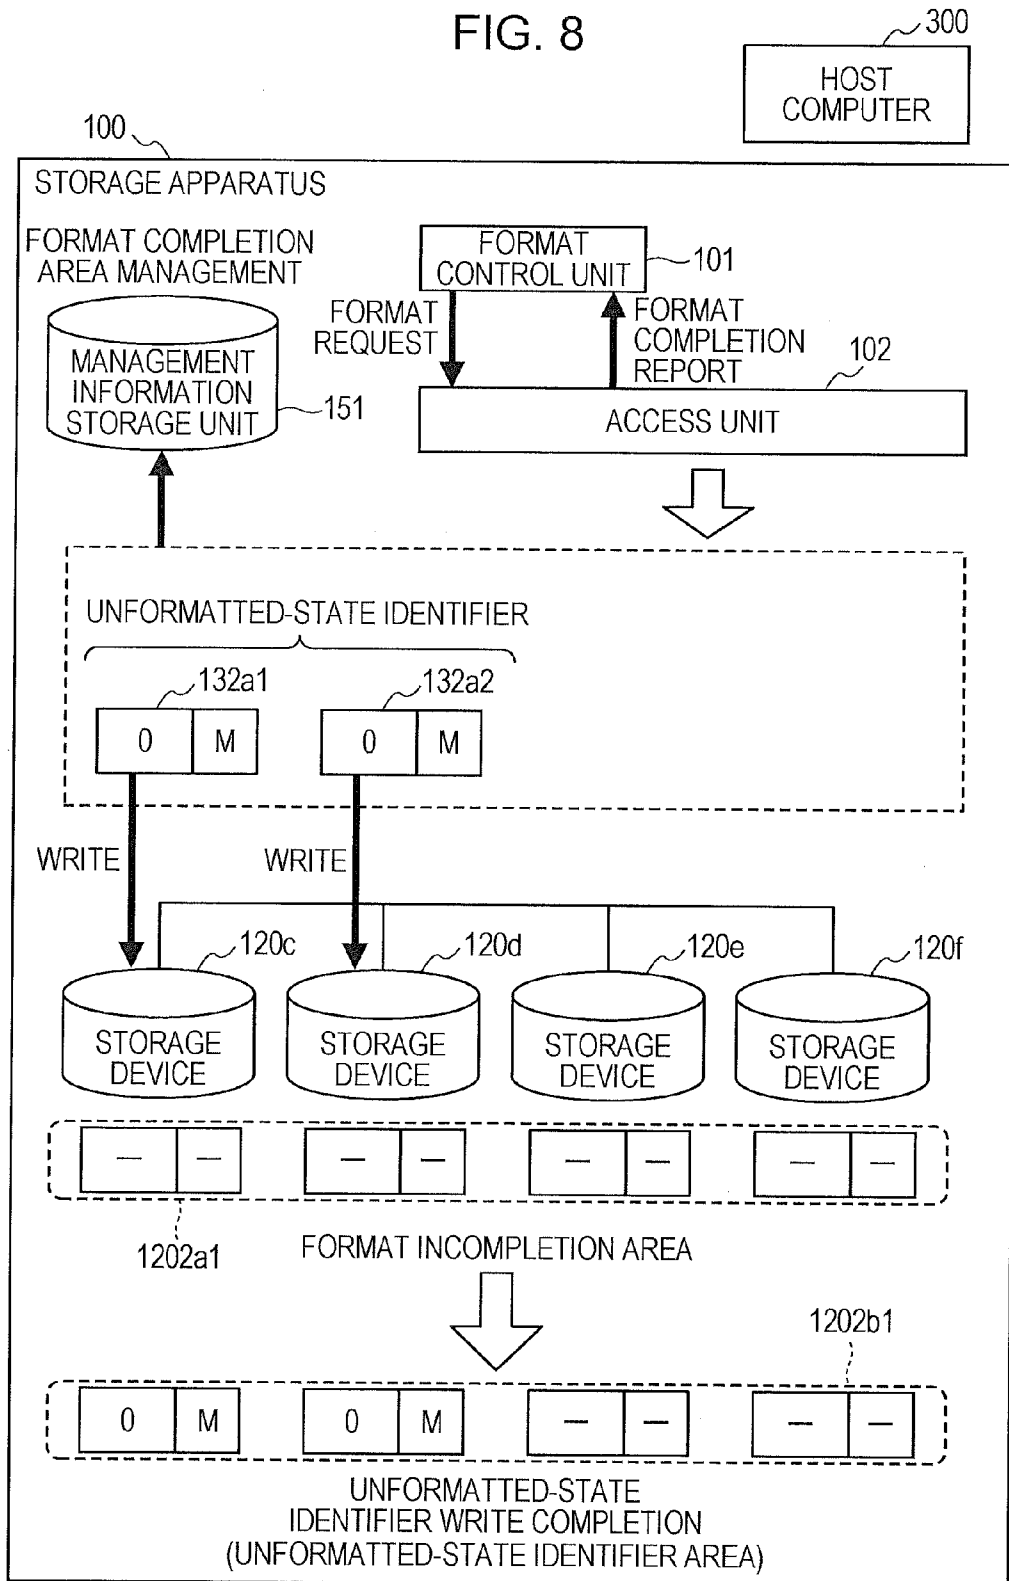 FIG. 8
300
HOST
COMPUTER
100
STORAGE APPARATUS
FORMAT COMPLETION
AREA MANAGEMENT
MANAGEMENT
INFORMATION
STORAGE UNIT
151
FORMAT
CONTROL UNIT
101
FORMAT
REQUEST
FORMAT
COMPLETION
REPORT
102
ACCESS UNIT
UNFORMATTED-STATE IDENTIFIER
132a1
132a2
0 M 0 M
WRITE WRITE
120c 120d 120e 120f
STORAGE
DEVICE
STORAGE
DEVICE
STORAGE
DEVICE
STORAGE
DEVICE
— — — — — — — —
1202a1
FORMAT INCOMPLETION AREA
1202b1
0 M 0 M — — — —
UNFORMATTED-STATE
IDENTIFIER WRITE COMPLETION
(UNFORMATTED-STATE IDENTIFIER AREA)